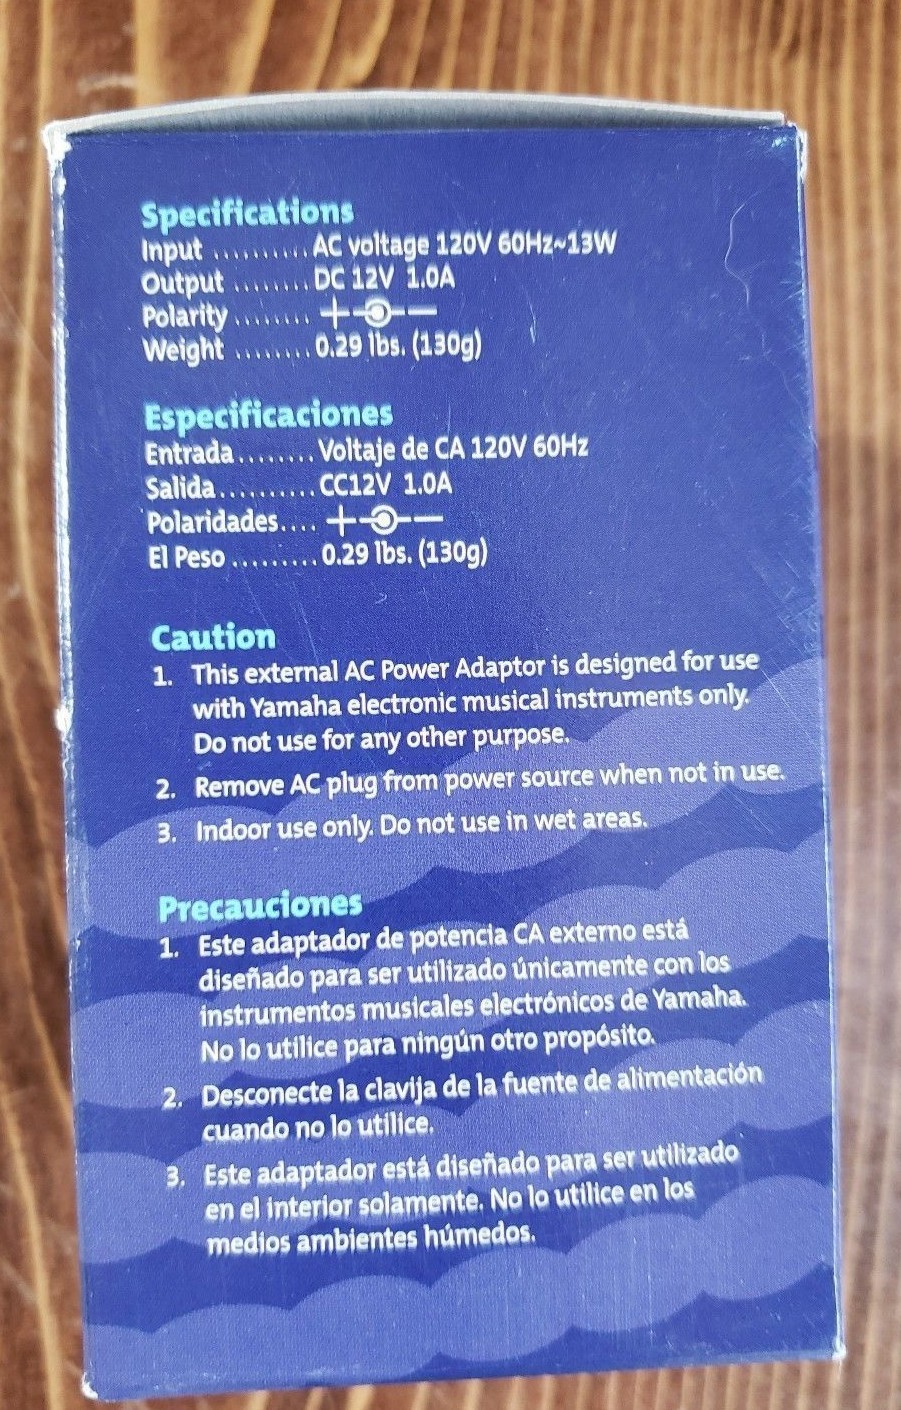 Specifications
Input .......... AC voltage 120V 60Hz~13W
Output ........ DC 12V 1.0A
Polarity ........
Weight ........ 0.29 lbs. (130g)
Especificaciones
Entrada ........ Voltaje de CA 120V 60Hz
Salida .......... CC12V 1.0A
Polaridades ....
El Peso ......... 0.29 lbs. (130g)
Caution
1. This external AC Power Adaptor is designed for use
with Yamaha electronic musical instruments only.
Do not use for any other purpose.
2. Remove AC plug from power source when not in use.
3. Indoor use only. Do not use in wet areas.
Precauciones
1. Este adaptador de potencia CA externo está
diseñado para ser utilizado únicamente con los
instrumentos musicales electrónicos de Yamaha.
No lo utilice para ningún otro propósito.
2. Desconecte la clavija de la fuente de alimentación
cuando no lo utilice.
3. Este adaptador está diseñado para ser utilizado
en el interior solamente. No lo utilice en los
medios ambientes húmedos.